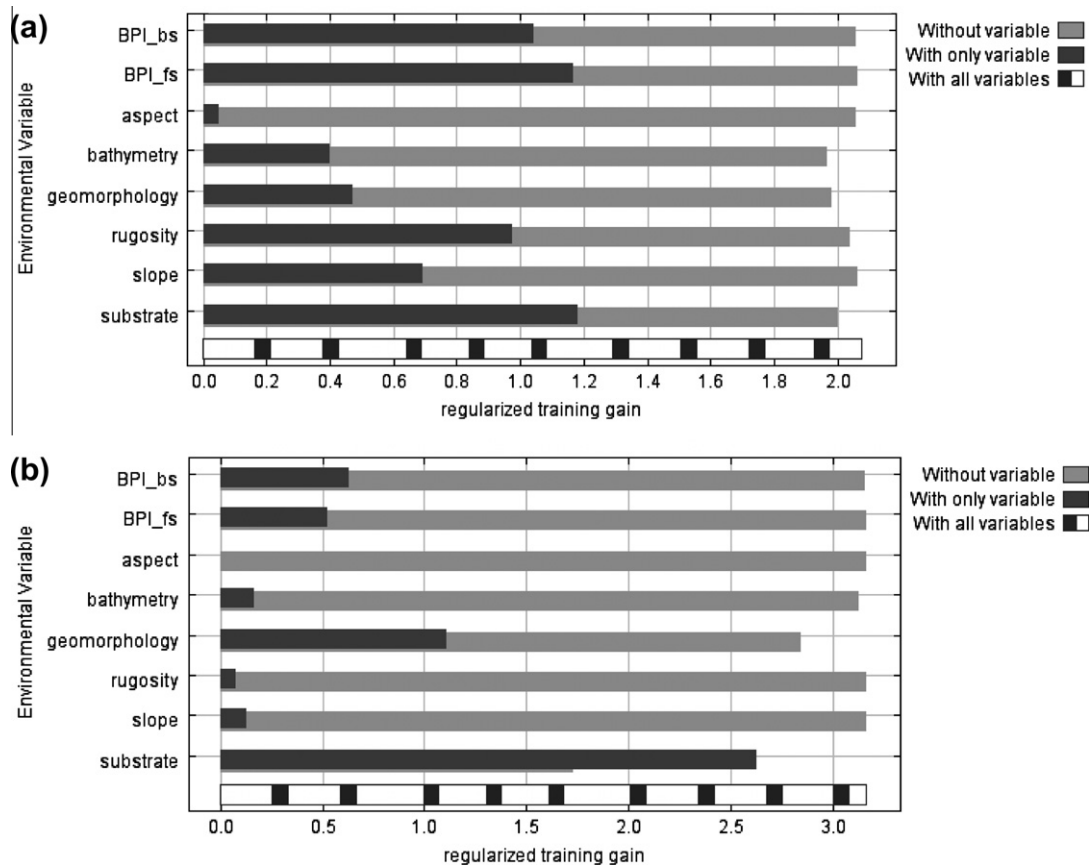 (a)
Environmental Variable
BPI_bs
BPI_fs
aspect
bathymetry
geomorphology
rugosity
slope
substrate
0.0 0.2 0.4 0.6 0.8 1.0 1.2 1.4 1.6 1.8 2.0
regularized training gain
Without variable
With only variable
With all variables
(b)
Environmental Variable
BPI_bs
BPI_fs
aspect
bathymetry
geomorphology
rugosity
slope
substrate
0.0 0.5 1.0 1.5 2.0 2.5 3.0
regularized training gain
Without variable
With only variable
With all variables